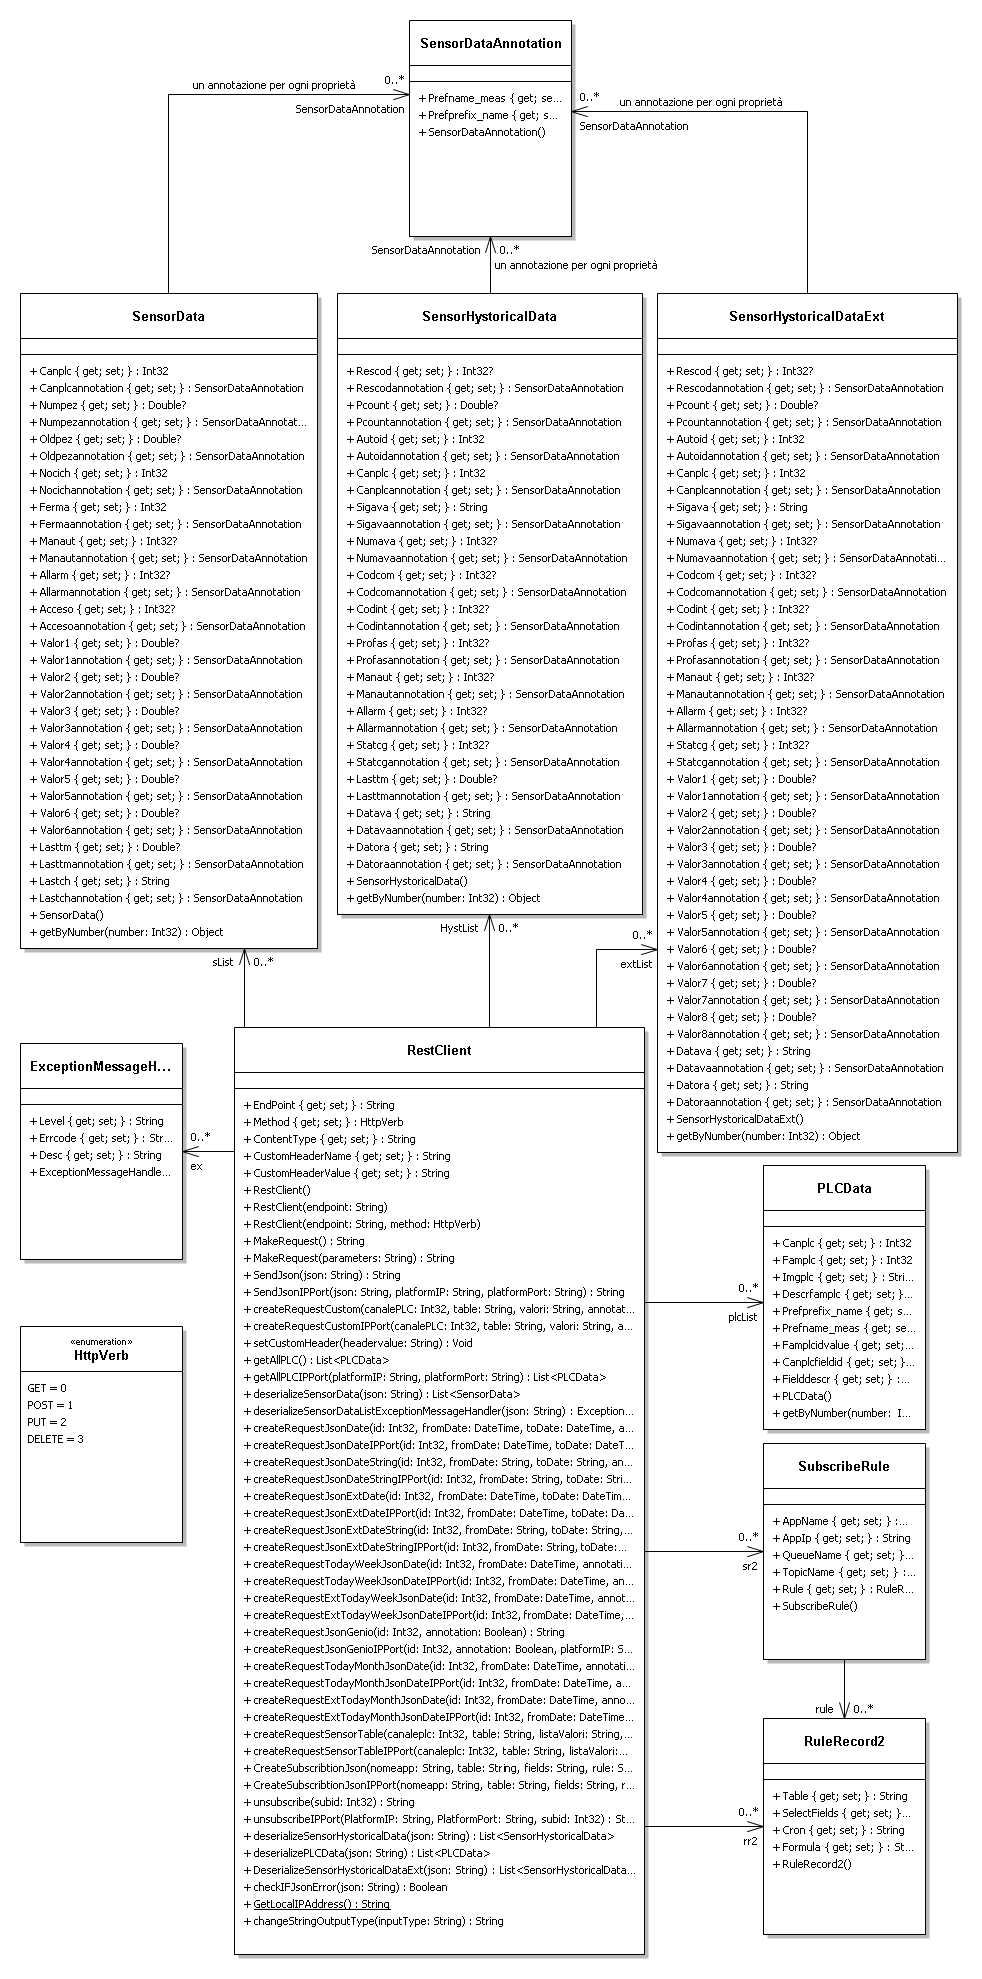 SensorDataAnnotation
+ Prefname_meas { get; se...
+ Prefprefix_name { get; s...
+ SensorDataAnnotation()
un annotazione per ogni proprietà
0..*
SensorDataAnnotation
0..*
un annotazione per ogni proprietà
SensorDataAnnotation
SensorDataAnnotation
0..*
un annotazione per ogni proprietà
SensorData
+ Canplc { get; set; } : Int32
+ Canplcannotation { get; set; } : SensorDataAnnotation
+ Numpez { get; set; } : Double?
+ Numpezannotation { get; set; } : SensorDataAnnotat...
+ Oldpez { get; set; } : Double?
+ Oldpezannotation { get; set; } : SensorDataAnnotation
+ Nocich { get; set; } : Int32
+ Nocichannotation { get; set; } : SensorDataAnnotation
+ Ferma { get; set; } : Int32
+ Fermaannotation { get; set; } : SensorDataAnnotation
+ Manaut { get; set; } : Int32?
+ Manautannotation { get; set; } : SensorDataAnnotation
+ Allarm { get; set; } : Int32?
+ Allarmannotation { get; set; } : SensorDataAnnotation
+ Acceso { get; set; } : Int32?
+ Accesoannotation { get; set; } : SensorDataAnnotation
+ Valor1 { get; set; } : Double?
+ Valor1annotation { get; set; } : SensorDataAnnotation
+ Valor2 { get; set; } : Double?
+ Valor2annotation { get; set; } : SensorDataAnnotation
+ Valor3 { get; set; } : Double?
+ Valor3annotation { get; set; } : SensorDataAnnotation
+ Valor4 { get; set; } : Double?
+ Valor4annotation { get; set; } : SensorDataAnnotation
+ Valor5 { get; set; } : Double?
+ Valor5annotation { get; set; } : SensorDataAnnotation
+ Valor6 { get; set; } : Double?
+ Valor6annotation { get; set; } : SensorDataAnnotation
+ Lasttm { get; set; } : Double?
+ Lasttmannotation { get; set; } : SensorDataAnnotation
+ Lastch { get; set; } : String
+ Lastchannotation { get; set; } : SensorDataAnnotation
+ SensorData()
+ getByNumber(number: Int32) : Object
SensorHystoricalData
+ Rescod { get; set; } : Int32?
+ Rescodannotation { get; set; } : SensorDataAnnotation
+ Pcount { get; set; } : Double?
+ Pcountannotation { get; set; } : SensorDataAnnotation
+ Autoid { get; set; } : Int32
+ Autoidannotation { get; set; } : SensorDataAnnotation
+ Canplc { get; set; } : Int32
+ Canplcannotation { get; set; } : SensorDataAnnotation
+ Sigava { get; set; } : String
+ Sigavaannotation { get; set; } : SensorDataAnnotation
+ Numava { get; set; } : Int32?
+ Numavaannotation { get; set; } : SensorDataAnnotation
+ Codcom { get; set; } : Int32?
+ Codcomannotation { get; set; } : SensorDataAnnotation
+ Codint { get; set; } : Int32?
+ Codintannotation { get; set; } : SensorDataAnnotation
+ Profas { get; set; } : Int32?
+ Profasannotation { get; set; } : SensorDataAnnotation
+ Manaut { get; set; } : Int32?
+ Manautannotation { get; set; } : SensorDataAnnotation
+ Allarm { get; set; } : Int32?
+ Allarmannotation { get; set; } : SensorDataAnnotation
+ Statcg { get; set; } : Int32?
+ Statcgannotation { get; set; } : SensorDataAnnotation
+ Lasttm { get; set; } : Double?
+ Lasttmannotation { get; set; } : SensorDataAnnotation
+ Datava { get; set; } : String
+ Datavaannotation { get; set; } : SensorDataAnnotation
+ Datora { get; set; } : String
+ Datoraannotation { get; set; } : SensorDataAnnotation
+ SensorHystoricalData()
+ getByNumber(number: Int32) : Object
SensorHystoricalDataExt
+ Rescod { get; set; } : Int32?
+ Rescodannotation { get; set; } : SensorDataAnnotation
+ Pcount { get; set; } : Double?
+ Pcountannotation { get; set; } : SensorDataAnnotation
+ Autoid { get; set; } : Int32
+ Autoidannotation { get; set; } : SensorDataAnnotation
+ Canplc { get; set; } : Int32
+ Canplcannotation { get; set; } : SensorDataAnnotation
+ Sigava { get; set; } : String
+ Sigavaannotation { get; set; } : SensorDataAnnotation
+ Numava { get; set; } : Int32?
+ Numavaannotation { get; set; } : SensorDataAnnotati...
+ Codcom { get; set; } : Int32?
+ Codcomannotation { get; set; } : SensorDataAnnotation
+ Codint { get; set; } : Int32?
+ Codintannotation { get; set; } : SensorDataAnnotation
+ Profas { get; set; } : Int32?
+ Profasannotation { get; set; } : SensorDataAnnotation
+ Manaut { get; set; } : Int32?
+ Manautannotation { get; set; } : SensorDataAnnotation
+ Allarm { get; set; } : Int32?
+ Allarmannotation { get; set; } : SensorDataAnnotation
+ Statcg { get; set; } : Int32?
+ Statcgannotation { get; set; } : SensorDataAnnotation
+ Valor1 { get; set; } : Double?
+ Valor1annotation { get; set; } : SensorDataAnnotation
+ Valor2 { get; set; } : Double?
+ Valor2annotation { get; set; } : SensorDataAnnotation
+ Valor3 { get; set; } : Double?
+ Valor3annotation { get; set; } : SensorDataAnnotation
+ Valor4 { get; set; } : Double?
+ Valor4annotation { get; set; } : SensorDataAnnotation
+ Valor5 { get; set; } : Double?
+ Valor5annotation { get; set; } : SensorDataAnnotation
+ Valor6 { get; set; } : Double?
+ Valor6annotation { get; set; } : SensorDataAnnotation
+ Valor7 { get; set; } : Double?
+ Valor7annotation { get; set; } : SensorDataAnnotation
+ Valor8 { get; set; } : Double?
+ Valor8annotation { get; set; } : SensorDataAnnotation
+ Datava { get; set; } : String
+ Datavaannotation { get; set; } : SensorDataAnnotation
+ Datora { get; set; } : String
+ Datoraannotation { get; set; } : SensorDataAnnotation
+ SensorHystoricalDataExt()
+ getByNumber(number: Int32) : Object
sList
0..*
HystList
0..*
0..*
extList
ExceptionMessageH...
+ Level { get; set; } : String
+ Errcode { get; set; } : Str...
+ Desc { get; set; } : String
+ ExceptionMessageHandle...
0..*
ex
«enumeration»
HttpVerb
GET = 0
POST = 1
PUT = 2
DELETE = 3
RestClient
+ EndPoint { get; set; } : String
+ Method { get; set; } : HttpVerb
+ ContentType { get; set; } : String
+ CustomHeaderName { get; set; } : String
+ CustomHeaderValue { get; set; } : String
+ RestClient()
+ RestClient(endpoint: String)
+ RestClient(endpoint: String, method: HttpVerb)
+ MakeRequest() : String
+ MakeRequest(parameters: String) : String
+ SendJson(json: String) : String
+ SendJsonIPPort(json: String, platformIP: String, platformPort: String) : String
+ createRequestCustom(canalePLC: Int32, table: String, valori: String, annotat...
+ createRequestCustomIPPort(canalePLC: Int32, table: String, valori: String, a...
+ setCustomHeader(headervalue: String) : Void
+ getAllPLC() : List<PLCData>
+ getAllPLCIPPort(platformIP: String, platformPort: String) : List<PLCData>
+ deserializeSensorData(json: String) : List<SensorData>
+ deserializeSensorDataListExceptionMessageHandler(json: String) : Exception...
+ createRequestJsonDate(id: Int32, fromDate: DateTime, toDate: DateTime, a...
+ createRequestJsonDateIPPort(id: Int32, fromDate: DateTime, toDate: DateT...
+ createRequestJsonDateString(id: Int32, fromDate: String, toDate: String, an...
+ createRequestJsonDateStringIPPort(id: Int32, fromDate: String, toDate: Stri...
+ createRequestJsonExtDate(id: Int32, fromDate: DateTime, toDate: DateTime...
+ createRequestJsonExtDateIPPort(id: Int32, fromDate: DateTime, toDate: Da...
+ createRequestJsonExtDateString(id: Int32, fromDate: String, toDate: String,...
+ createRequestJsonExtDateStringIPPort(id: Int32, fromDate: String, toDate:...
+ createRequestTodayWeekJsonDate(id: Int32, fromDate: DateTime, annotati...
+ createRequestTodayWeekJsonDateIPPort(id: Int32, fromDate: DateTime, an...
+ createRequestExtTodayWeekJsonDate(id: Int32, fromDate: DateTime, annot...
+ createRequestExtTodayWeekJsonDateIPPort(id: Int32, fromDate: DateTime,...
+ createRequestJsonGenio(id: Int32, annotation: Boolean) : String
+ createRequestJsonGenioIPPort(id: Int32, annotation: Boolean, platformIP: S...
+ createRequestTodayMonthJsonDate(id: Int32, fromDate: DateTime, annotati...
+ createRequestTodayMonthJsonDateIPPort(id: Int32, fromDate: DateTime, a...
+ createRequestExtTodayMonthJsonDate(id: Int32, fromDate: DateTime, anno...
+ createRequestExtTodayMonthJsonDateIPPort(id: Int32, fromDate: DateTime...
+ createRequestSensorTable(canaleplc: Int32, table: String, listaValori: String,...
+ createRequestSensorTableIPPort(canaleplc: Int32, table: String, listaValori:...
+ CreateSubscribtionJson(nomeapp: String, table: String, fields: String, rule: S...
+ CreateSubscribtionJsonIPPort(nomeapp: String, table: String, fields: String, r...
+ unsubscribe(subid: Int32) : String
+ unsubscribeIPPort(PlatformIP: String, PlatformPort: String, subid: Int32) : St...
+ deserializeSensorHystoricalData(json: String) : List<SensorHystoricalData>
+ deserializePLCData(json: String) : List<PLCData>
+ DeserializeSensorHystoricalDataExt(json: String) : List<SensorHystoricalData...
+ checkIFJsonError(json: String) : Boolean
+ GetLocalIPAddress() : String
+ changeStringOutputType(inputType: String) : String
0..*
plcList
PLCData
+ Canplc { get; set; } : Int32
+ Famplc { get; set; } : Int32
+ Imgplc { get; set; } : Stri...
+ Descrfamplc { get; set; }...
+ Prefprefix_name { get; s...
+ Prefname_meas { get; se...
+ Famplcidvalue { get; set;...
+ Canplcfieldid { get; set; }...
+ Fielddescr { get; set; } :...
+ PLCData()
+ getByNumber(number: I...
0..*
sr2
SubscribeRule
+ AppName { get; set; } :...
+ AppIp { get; set; } : String
+ QueueName { get; set; }...
+ TopicName { get; set; } :...
+ Rule { get; set; } : RuleR...
+ SubscribeRule()
rule
0..*
0..*
rr2
RuleRecord2
+ Table { get; set; } : String
+ SelectFields { get; set; }...
+ Cron { get; set; } : String
+ Formula { get; set; } : St...
+ RuleRecord2()